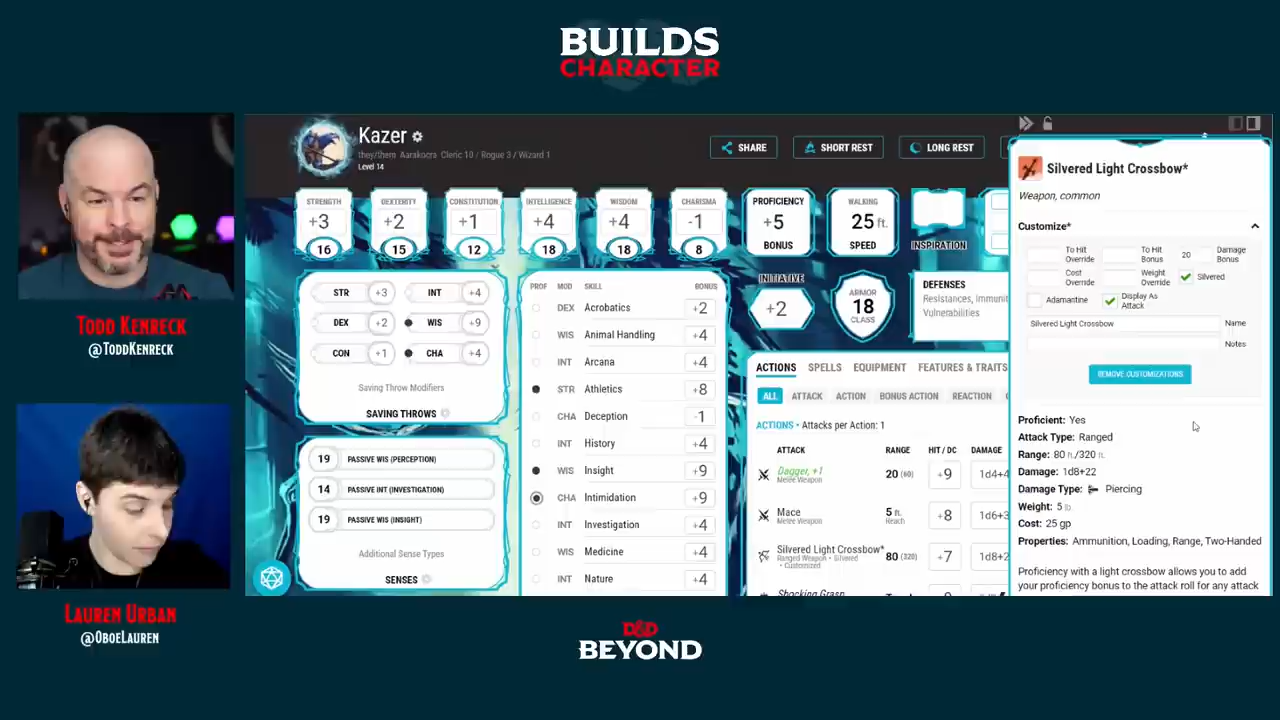 BUILDS
CHARACTER
Kazer
they/them Aarakocra Cleric 10 / Rogue 3 / Wizard 1
Level 14
SHARE
SHORT REST
LONG REST
STRENGTH
+3
16
DEXTERITY
+2
15
CONSTITUTION
+1
12
INTELLIGENCE
+4
18
WISDOM
+4
18
CHARISMA
-1
8
PROFICIENCY
+5
BONUS
WALKING
25 ft.
SPEED
INSPIRATION
STR +3
INT +4
DEX +2
WIS +9
CON +1
CHA +4
Saving Throw Modifiers
SAVING THROWS
19 PASSIVE WIS (PERCEPTION)
14 PASSIVE INT (INVESTIGATION)
19 PASSIVE WIS (INSIGHT)
Additional Sense Types
SENSES
PROF MOD SKILL BONUS
DEX Acrobatics +2
WIS Animal Handling +4
INT Arcana +4
STR Athletics +8
CHA Deception -1
INT History +4
WIS Insight +9
CHA Intimidation +9
INT Investigation +4
WIS Medicine +4
INT Nature +4
INITIATIVE
+2
ARMOR
18
CLASS
DEFENSES
Resistances, Immunit
Vulnerabilities
ACTIONS SPELLS EQUIPMENT FEATURES & TRAITS
ALL ATTACK ACTION BONUS ACTION REACTION
ACTIONS • Attacks per Action: 1
ATTACK RANGE HIT / DC DAMAGE
Dagger, +1 20 (60) +9 1d4+4
Melee Weapon
Mace 5 ft. +8 1d6+3
Melee Weapon Reach
Silvered Light Crossbow* 80 (320) +7 1d8+2
Ranged Weapon • Silvered
• Customized
Shocking Grasp
Silvered Light Crossbow*
Weapon, common
Customize*
To Hit Override
To Hit Bonus
20 Damage Bonus
Cost Override
Weight Override
Silvered
Adamantine
Display As Attack
Silvered Light Crossbow Name
Notes
REMOVE CUSTOMIZATIONS
Proficient: Yes
Attack Type: Ranged
Range: 80 ft./320 ft.
Damage: 1d8+22
Damage Type: Piercing
Weight: 5 lb.
Cost: 25 gp
Properties: Ammunition, Loading, Range, Two-Handed
Proficiency with a light crossbow allows you to add
your proficiency bonus to the attack roll for any attack
TODD KENRECK
@TODDKENRECK
LAUREN URBAN
@OBOELAUREN
D&D
BEYOND